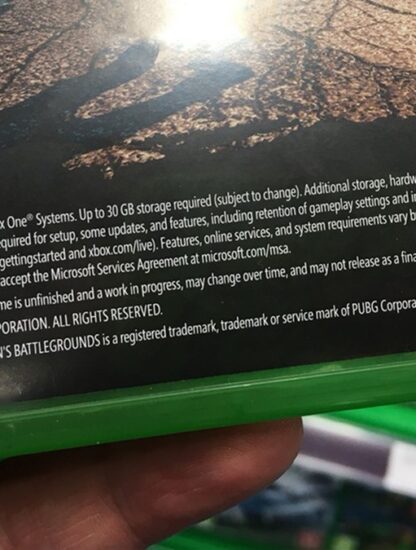 x One® Systems. Up to 30 GB storage required (subject to change). Additional storage, hardw
equired for setup, some updates, and features, including retention of gameplay settings and
gettingstarted and xbox.com/live). Features, online services, and system requirements vary b
accept the Microsoft Services Agreement at microsoft.com/msa.
me is unfinished and a work in progress, may change over time, and may not release as a fina
PORATION. ALL RIGHTS RESERVED.
N'S BATTLEGROUNDS is a registered trademark, trademark or service mark of PUBG Corpora